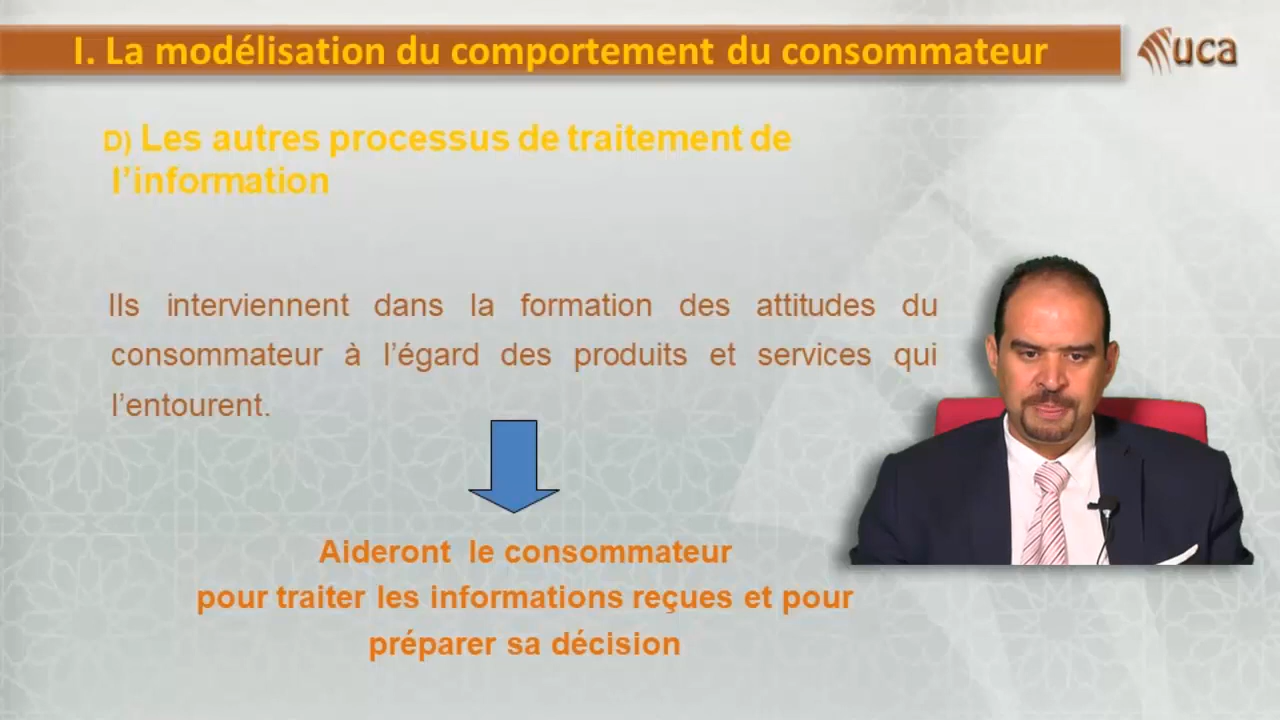 I. La modélisation du comportement du consommateur
uca
D) Les autres processus de traitement de
l’information
Ils interviennent dans la formation des attitudes du
consommateur à l’égard des produits et services qui
l’entourent.
Aideront le consommateur
pour traiter les informations reçues et pour
préparer sa décision